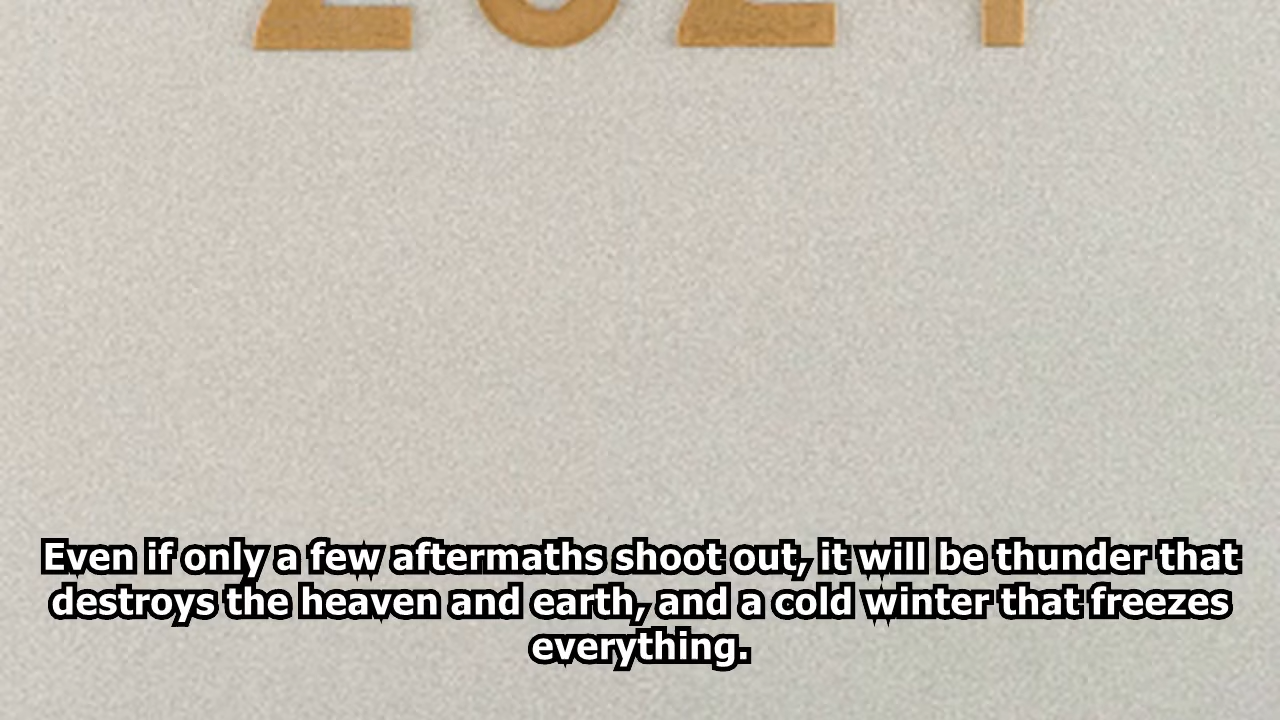 2024
Even if only a few aftermaths shoot out, it will be thunder that
destroys the heaven and earth, and a cold winter that freezes
everything.